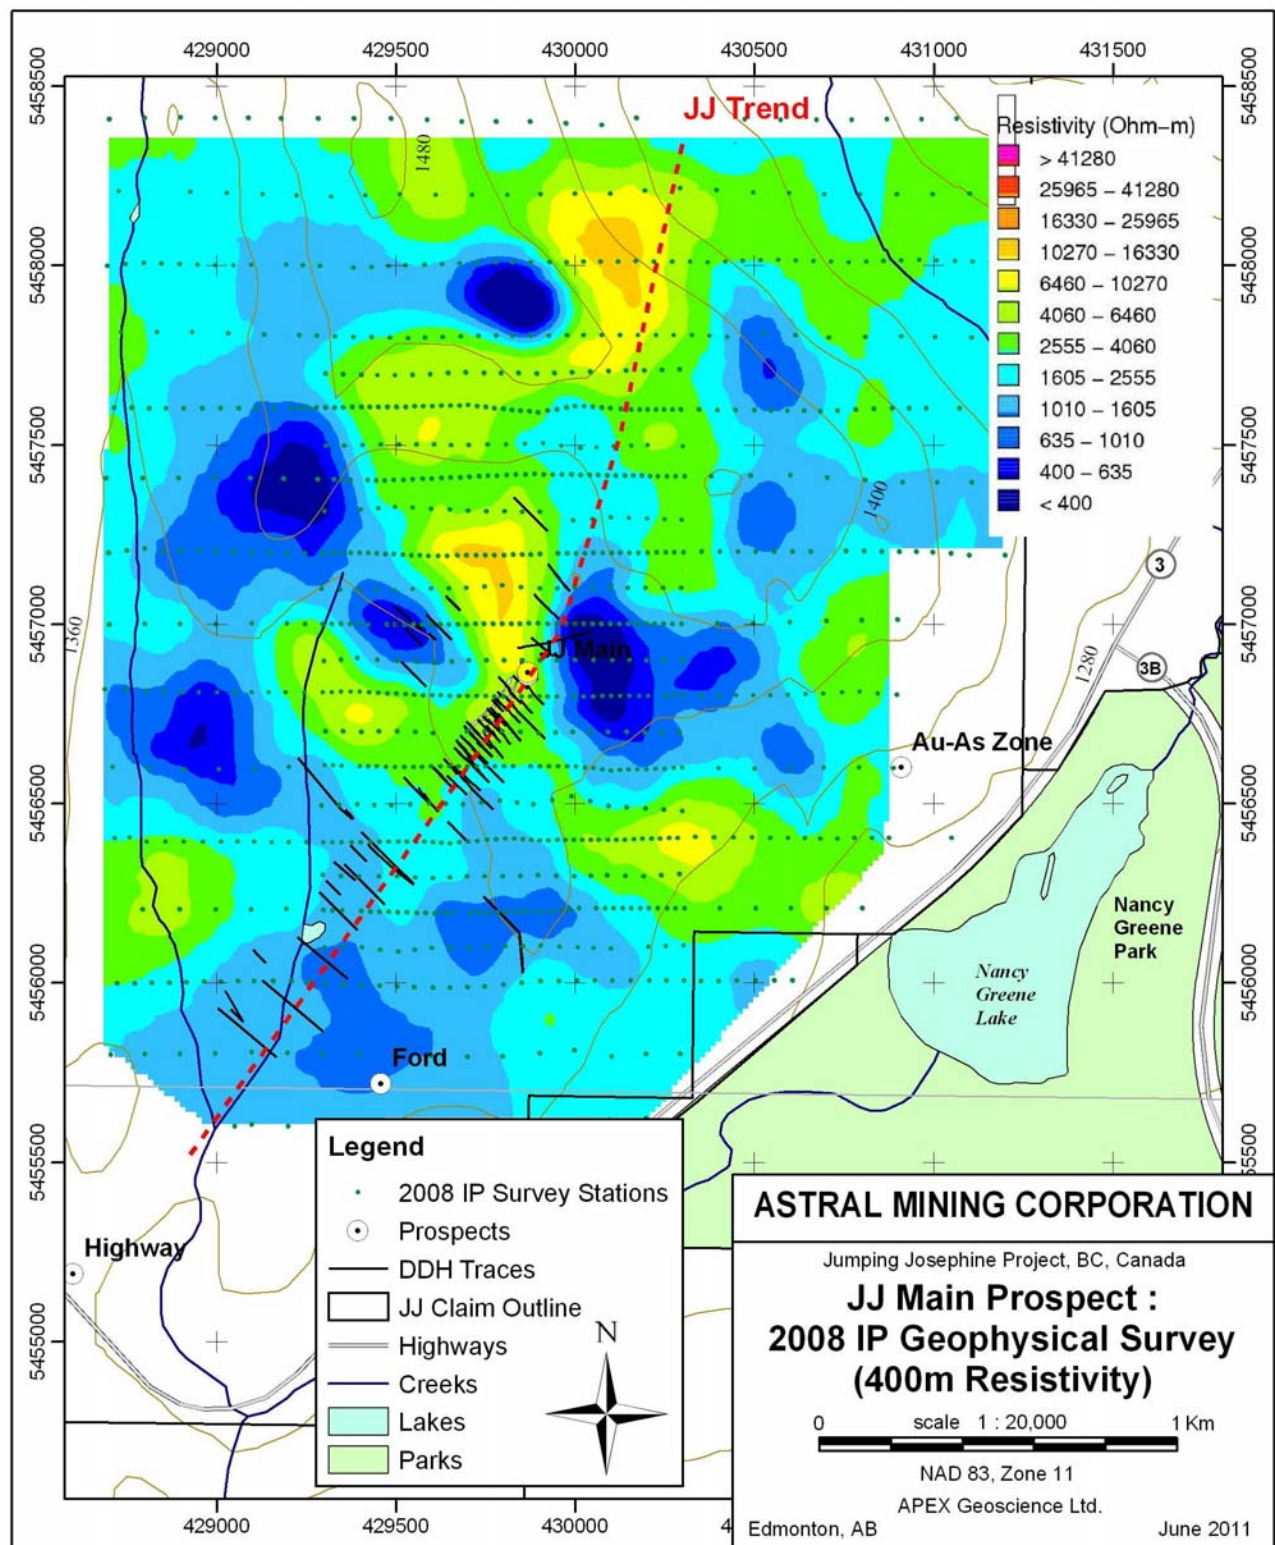 429000 429500 430000 430500 431000 431500
5458500
5458500
JJ Trend
1480
Resistivity (Ohm-m)
> 41280
25965 - 41280
16330 - 25965
10270 - 16330
6460 - 10270
4060 - 6460
2555 - 4060
1605 - 2555
1010 - 1605
635 - 1010
400 - 635
< 400
5458000
5458000
5457500
5457500
1400
5457000
5457000
1360
3
3B
1280
JJ Main
Au-As Zone
5456500
5456500
Nancy
Greene
Park
Nancy
Greene
Lake
5456000
5456000
Ford
5455500
Highway
5455000
Legend
2008 IP Survey Stations
Prospects
DDH Traces
JJ Claim Outline
Highways
Creeks
Lakes
Parks
N
ASTRAL MINING CORPORATION
Jumping Josephine Project, BC, Canada
JJ Main Prospect :
2008 IP Geophysical Survey
(400m Resistivity)
0 scale 1 : 20,000 1 Km
NAD 83, Zone 11
APEX Geoscience Ltd.
Edmonton, AB June 2011
429000 429500 430000